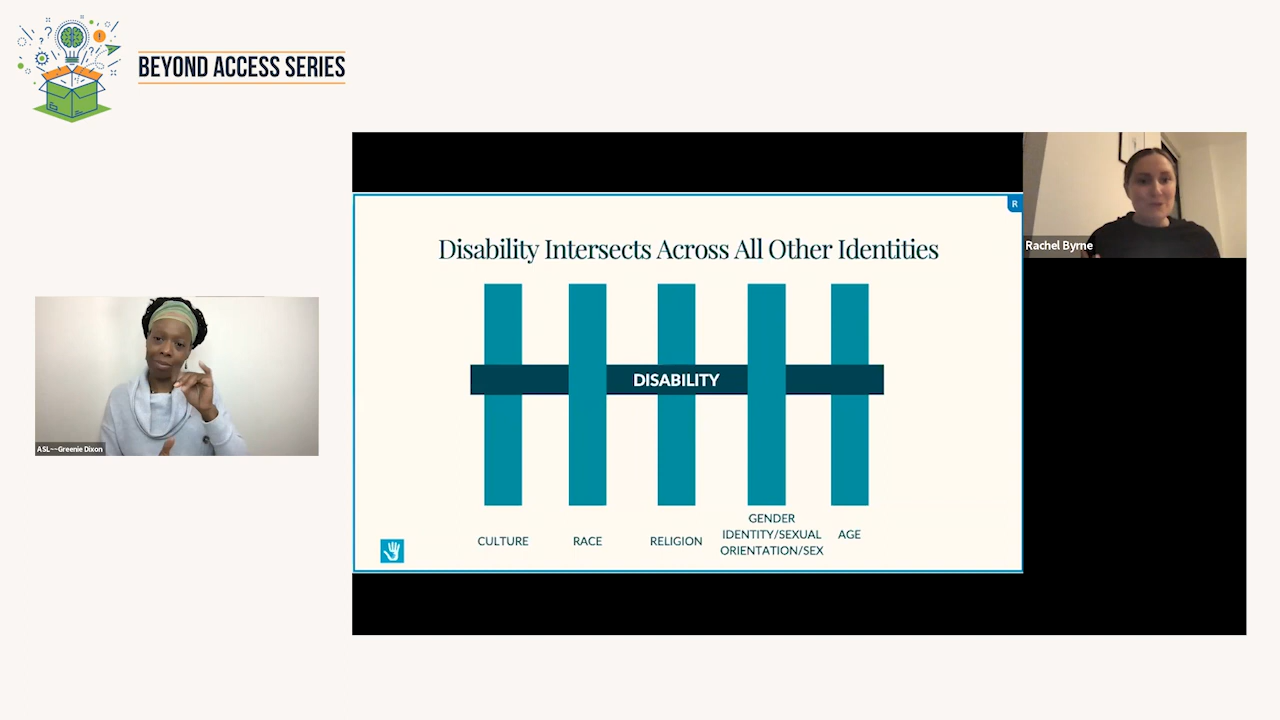 BEYOND ACCESS SERIES
R
Disability Intersects Across All Other Identities
Rachel Byrne
DISABILITY
ASL~~Greenie Dixon
CULTURE
RACE
RELIGION
GENDER
IDENTITY/SEXUAL
ORIENTATION/SEX
AGE